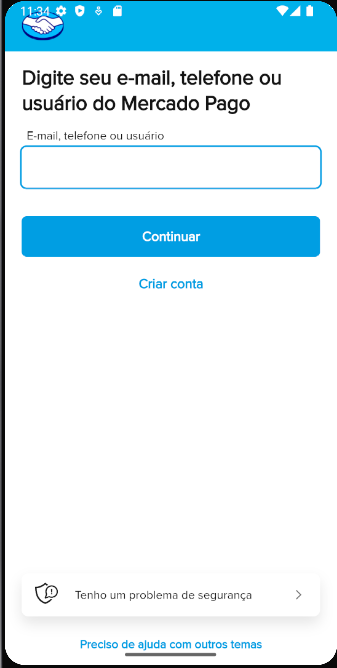 11:34
Digite seu e-mail, telefone ou
usuário do Mercado Pago
E-mail, telefone ou usuário
Continuar
Criar conta
Tenho um problema de segurança
Preciso de ajuda com outros temas